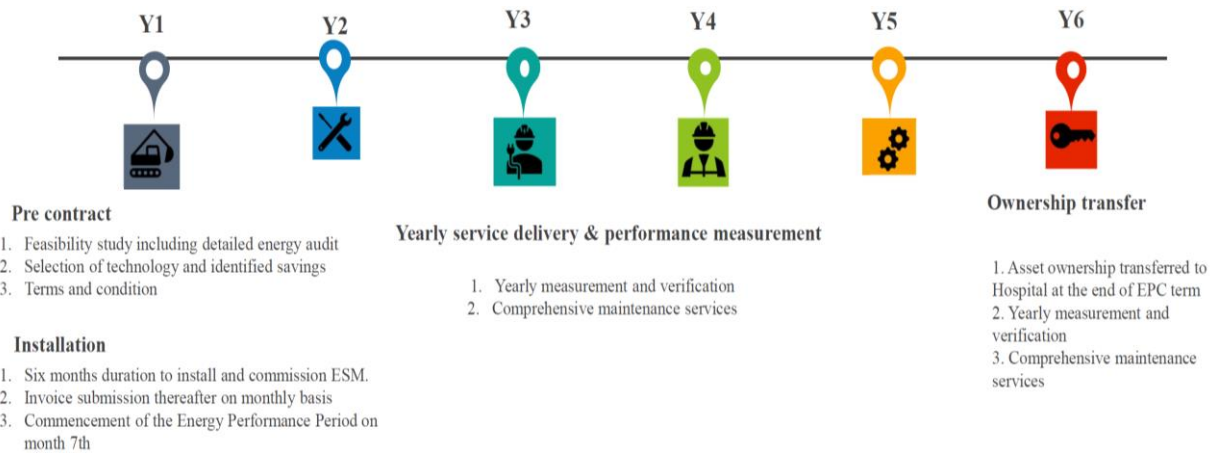 Y1
Y2
Y3
Y4
Y5
Y6
Pre contract
1. Feasibility study including detailed energy audit
2. Selection of technology and identified savings
3. Terms and condition
Installation
1. Six months duration to install and commission ESM.
2. Invoice submission thereafter on monthly basis
3. Commencement of the Energy Performance Period on
month 7th
Yearly service delivery & performance measurement
1. Yearly measurement and verification
2. Comprehensive maintenance services
Ownership transfer
1. Asset ownership transferred to
Hospital at the end of EPC term
2. Yearly measurement and
verification
3. Comprehensive maintenance
services